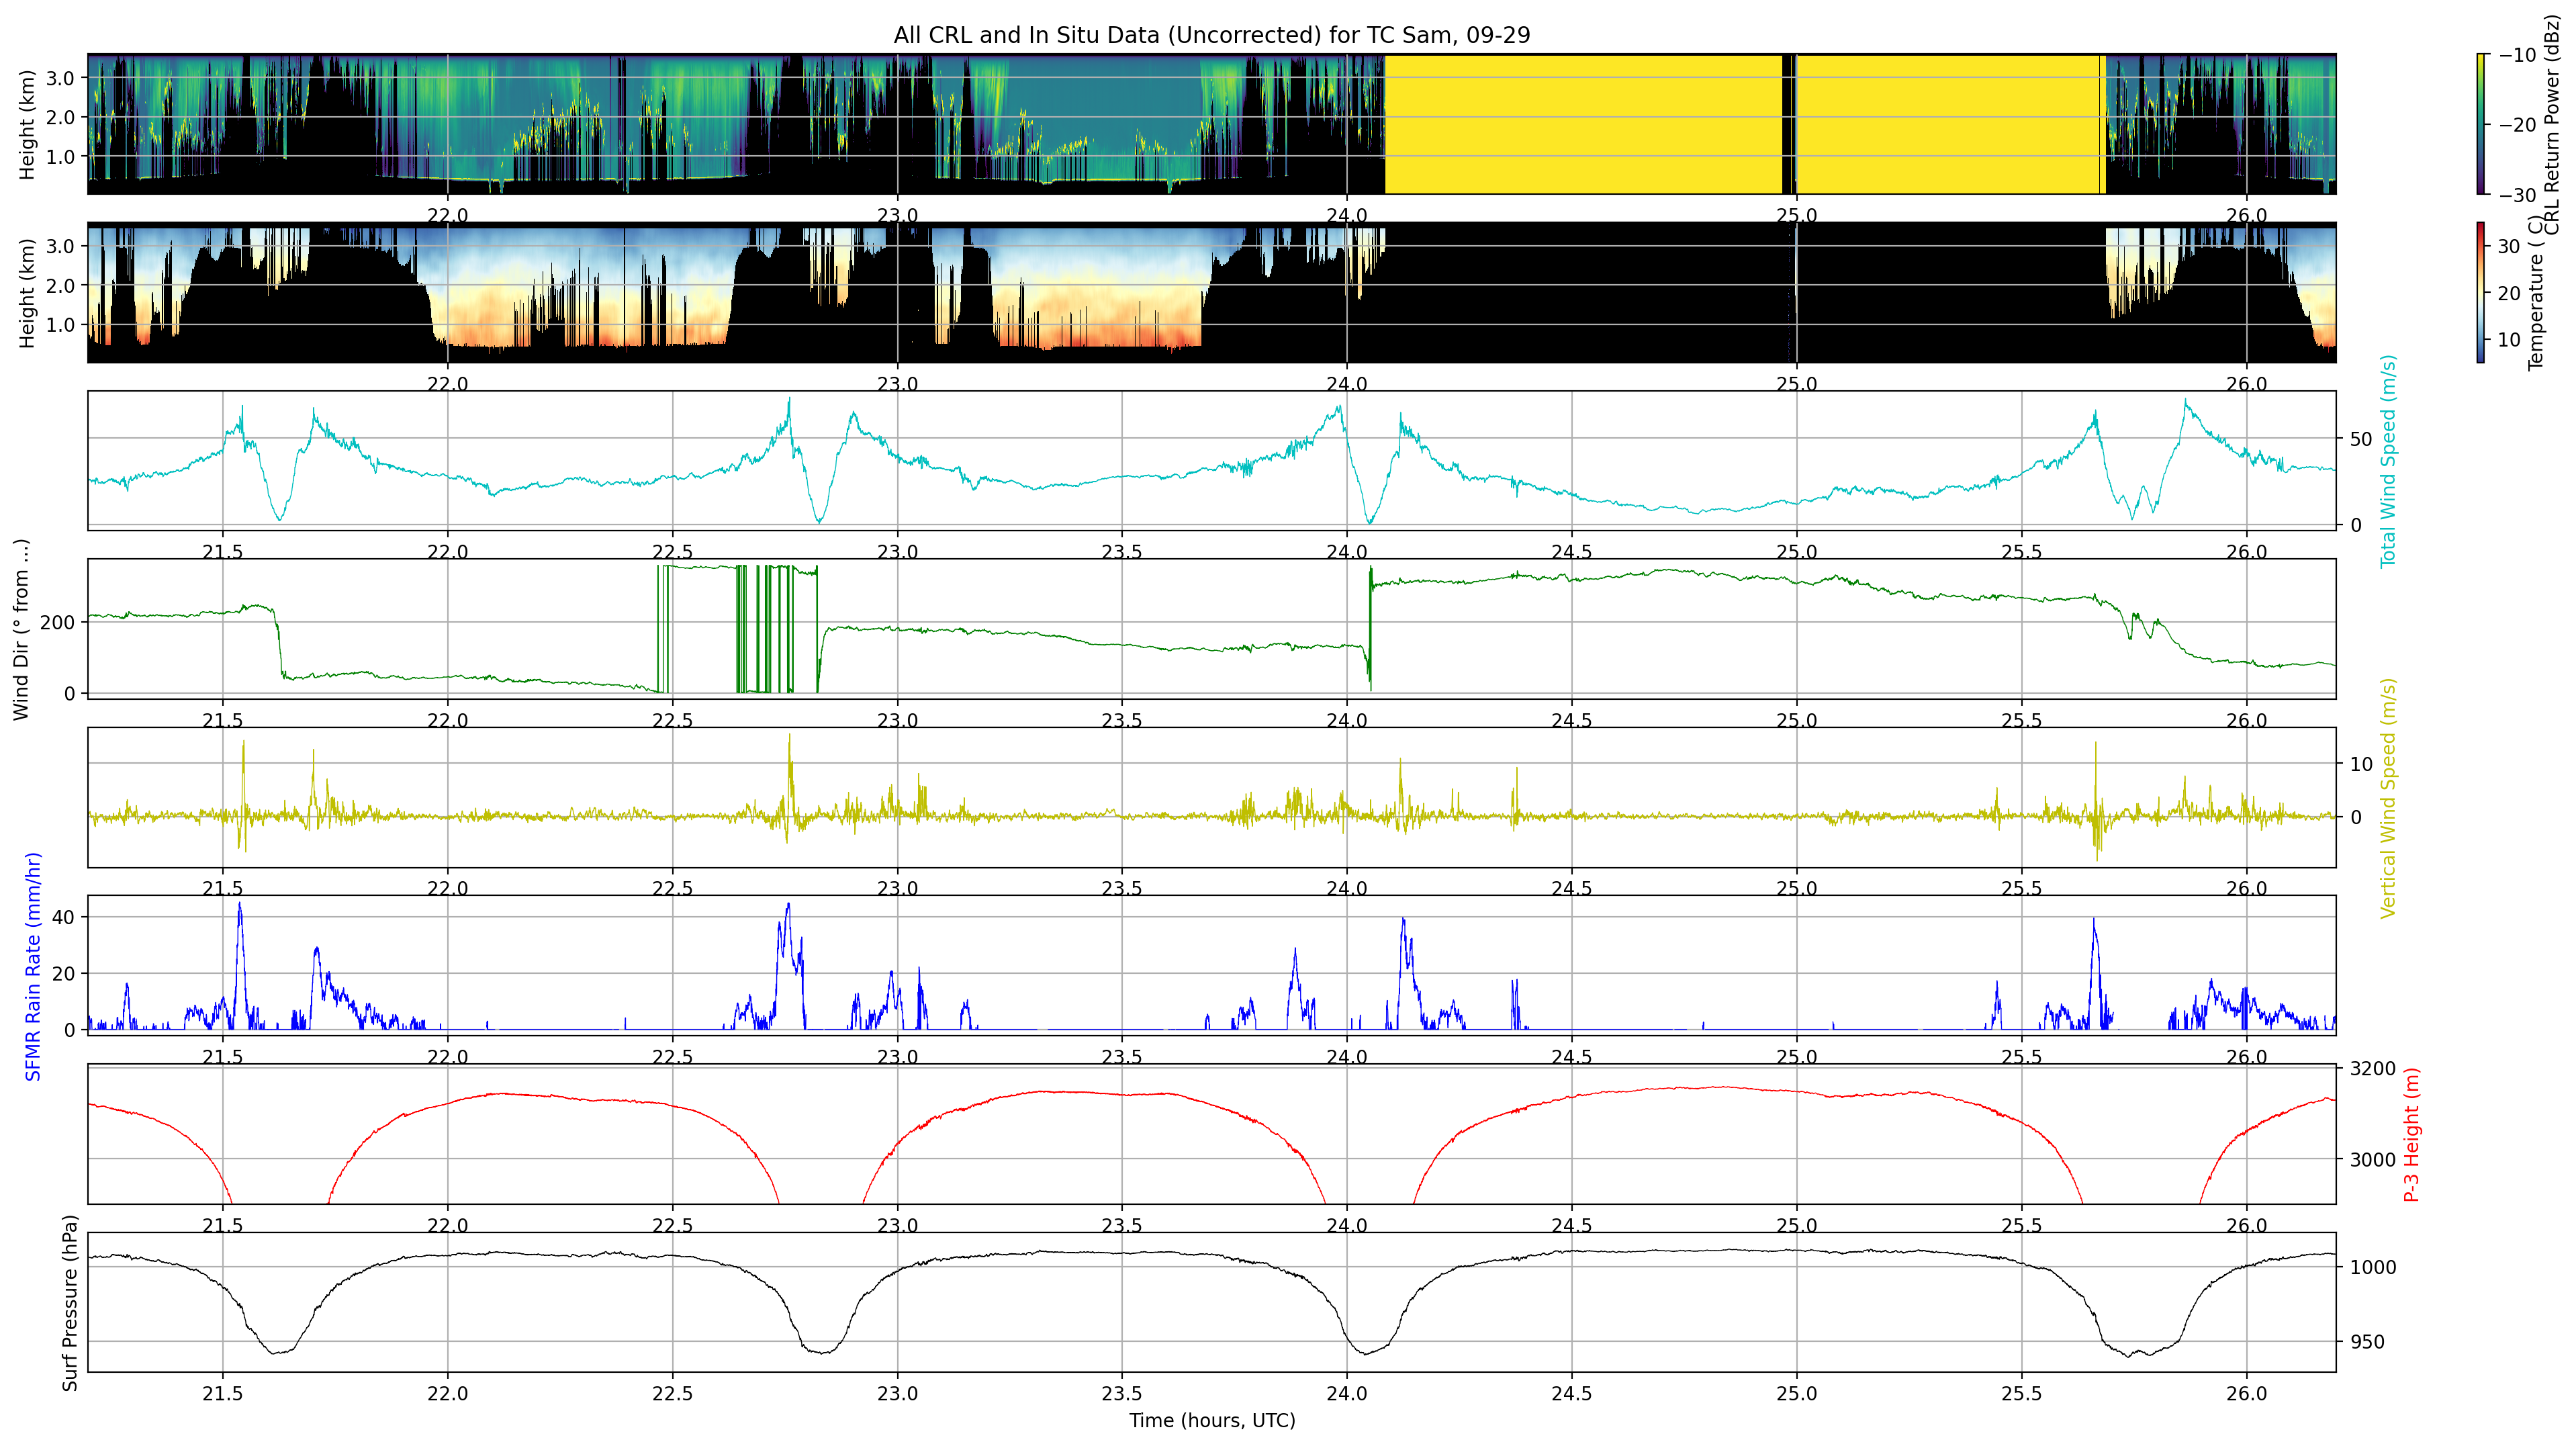 All CRL and In Situ Data (Uncorrected) for TC Sam, 09-29
Height (km)
3.0
2.0
1.0
22.0 23.0 24.0 25.0 26.0
−10
−20
−30
CRL Return Power (dBz)
Height (km)
3.0
2.0
1.0
22.0 23.0 24.0 25.0 26.0
30
20
10
Temperature ( C)
50
0
Total Wind Speed (m/s)
21.5 22.0 22.5 23.0 23.5 24.0 24.5 25.0 25.5 26.0
Wind Dir (° from ...)
200
0
21.5 22.0 22.5 23.0 23.5 24.0 24.5 25.0 25.5 26.0
10
0
Vertical Wind Speed (m/s)
21.5 22.0 22.5 23.0 23.5 24.0 24.5 25.0 25.5 26.0
SFMR Rain Rate (mm/hr)
40
20
0
21.5 22.0 22.5 23.0 23.5 24.0 24.5 25.0 25.5 26.0
3200
3000
P-3 Height (m)
21.5 22.0 22.5 23.0 23.5 24.0 24.5 25.0 25.5 26.0
Surf Pressure (hPa)
1000
950
21.5 22.0 22.5 23.0 23.5 24.0 24.5 25.0 25.5 26.0
Time (hours, UTC)